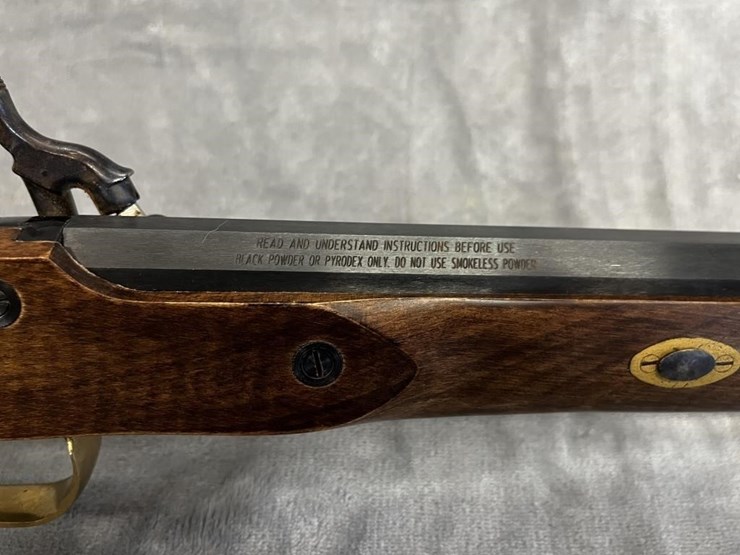 READ AND UNDERSTAND INSTRUCTIONS BEFORE USE
BLACK POWDER OR PYRODEX ONLY. DO NOT USE SMOKELESS POWDER